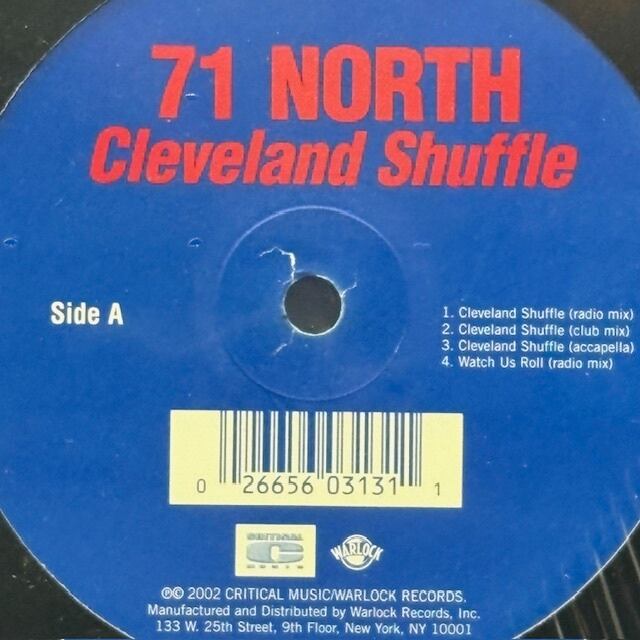 71 NORTH
Cleveland Shuffle
Side A
1. Cleveland Shuffle (radio mix)
2. Cleveland Shuffle (club mix)
3. Cleveland Shuffle (accapella)
4. Watch Us Roll (radio mix)
0 26656 03131 1
CRITICAL
C
MUSIC
WARLOCK
℗© 2002 CRITICAL MUSIC/WARLOCK RECORDS.
Manufactured and Distributed by Warlock Records, Inc.
133 W. 25th Street, 9th Floor, New York, NY 10001